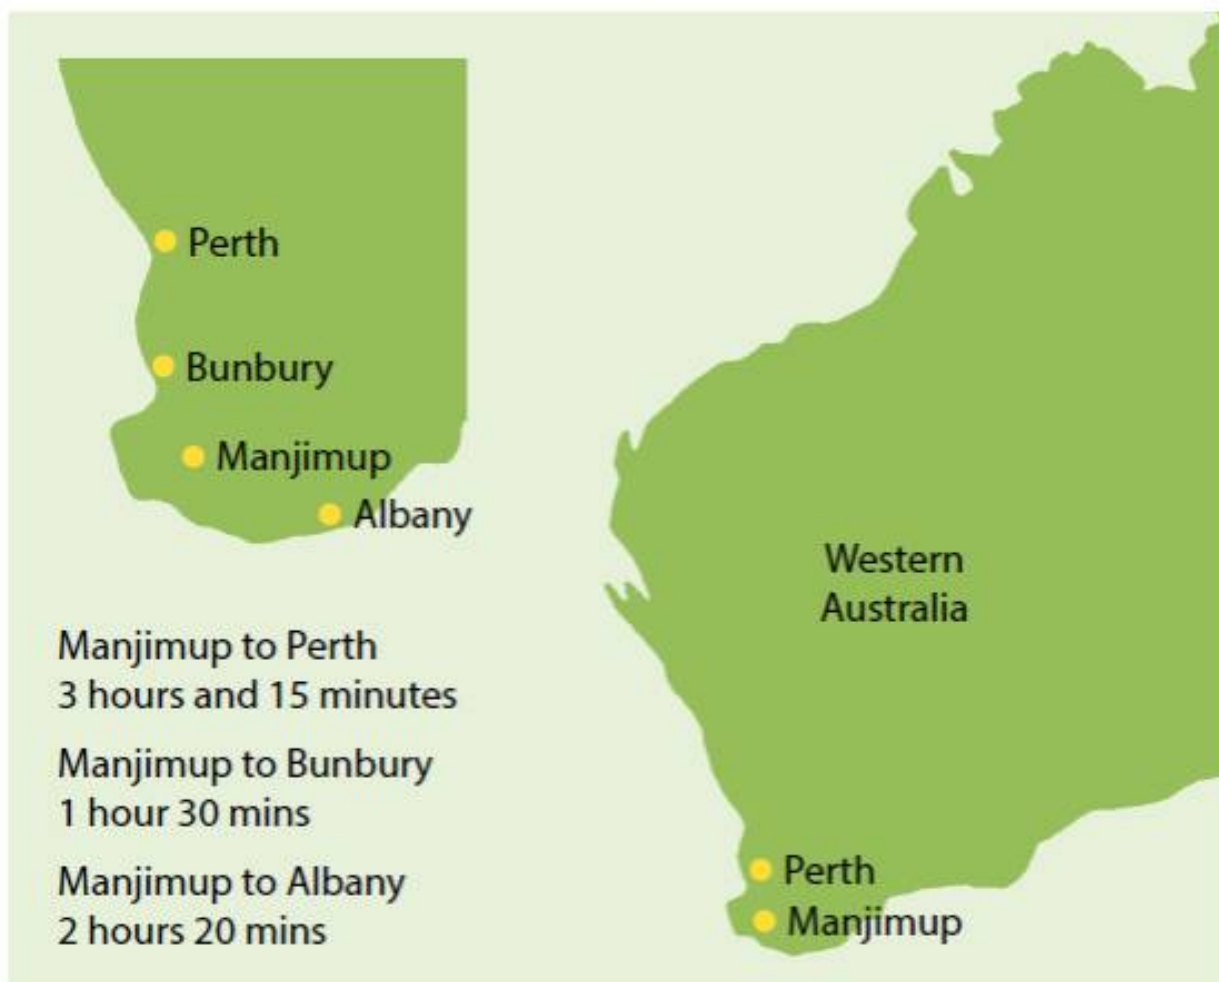 Perth
Bunbury
Manjimup
Albany
Manjimup to Perth
3 hours and 15 minutes
Manjimup to Bunbury
1 hour 30 mins
Manjimup to Albany
2 hours 20 mins
Western
Australia
Perth
Manjimup